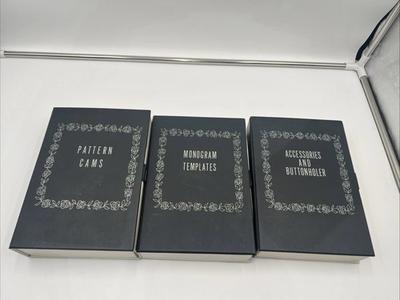 PATTERN
CAMS
MONOGRAM
TEMPLATES
ACCESSORIES
AND
BUTTONHOLER